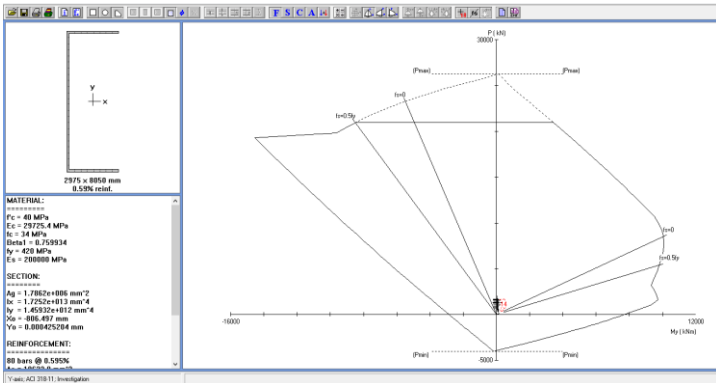 F S C A
y
x
2975 x 8050 mm
0.59% reinf.
MATERIAL:
=========
f'c = 40 MPa
Ec = 29725.4 MPa
fc = 34 MPa
Beta1 = 0.759934
fy = 420 MPa
Es = 200000 MPa
SECTION:
========
Ag = 1.7862e+006 mm^2
Ix = 1.7252e+013 mm^4
Iy = 1.45932e+012 mm^4
Xo = -806.497 mm
Yo = 0.000425204 mm
REINFORCEMENT:
==============
80 bars @ 0.595%
P ( kN)
30000
(Pmax)
(Pmax)
fs=0
fs=0.5fy
fs=0
fs=0.5fy
-16000
12000
My ( kNm)
(Pmin)
(Pmin)
-5000
Y-axis; ACI 318-11; Investigation